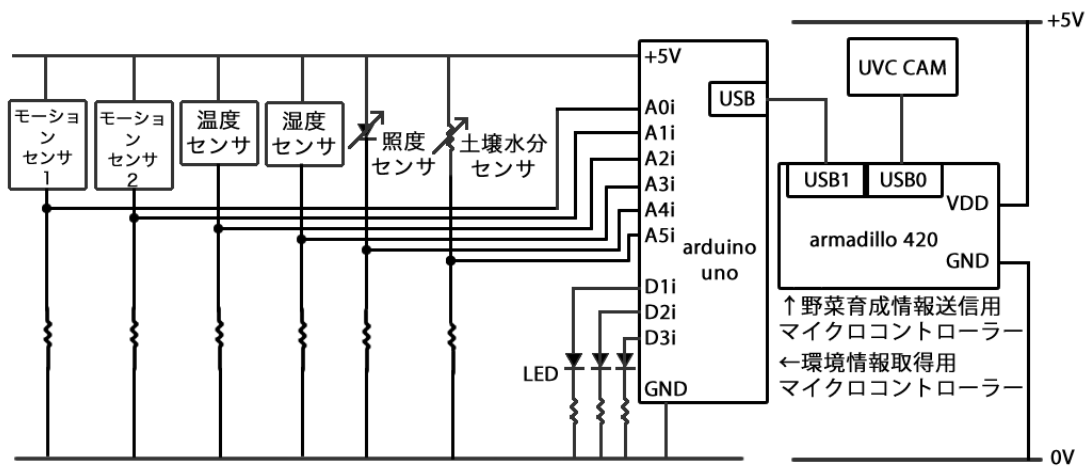 +5V
+5V
UVC CAM
USB
A0i
A1i
A2i
A3i
A4i
A5i
モーショ
ン
センサ
1
モーション
センサ
2
温度
センサ
湿度
センサ
照度
センサ
土壌水分
センサ
USB1
USB0
VDD
armadillo 420
GND
arduino
uno
D1i
D2i
D3i
GND
LED
↑野菜育成情報送信用
マイクロコントローラー
←環境情報取得用
マイクロコントローラー
0V